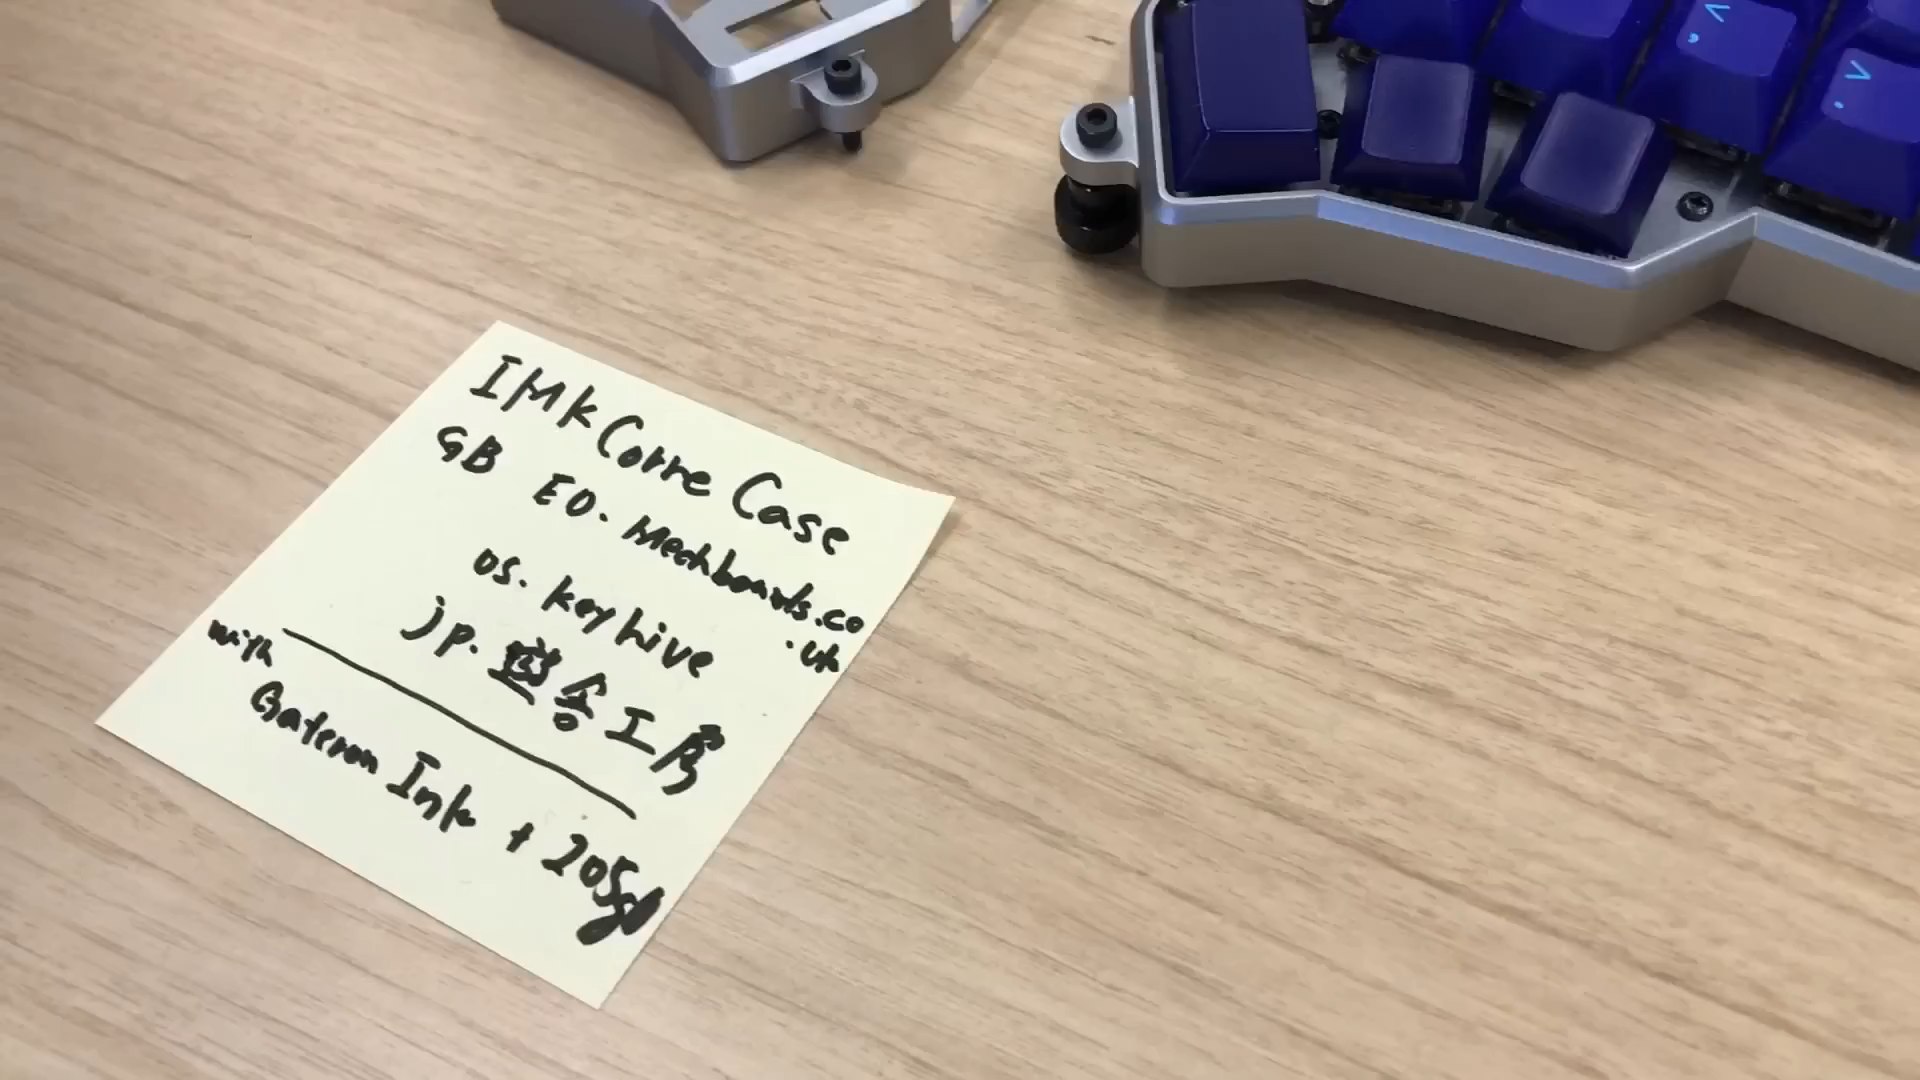 IMK Corne Case
GB EU. Mechboards.co
.uk
US. keyhive
jp. 遊舎工房
with
Gateron Ink + 205g0
< ,
> .